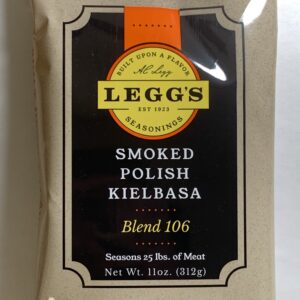 BUILT UPON A FLAVOR
AC Legg
LEGG'S
EST 1923
SEASONINGS
SMOKED
POLISH
KIELBASA
Blend 106
Seasons 25 lbs. of Meat
Net Wt. 11oz. (312g)